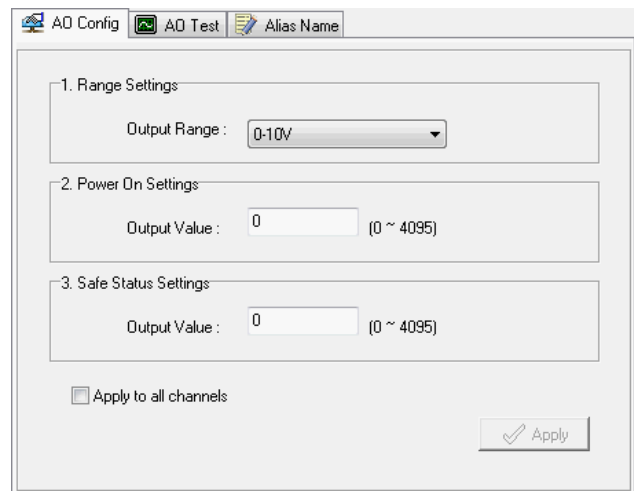 AO Config AO Test Alias Name
1. Range Settings
Output Range : 0-10V
2. Power On Settings
Output Value : 0 (0 ~ 4095)
3. Safe Status Settings
Output Value : 0 (0 ~ 4095)
Apply to all channels
Apply